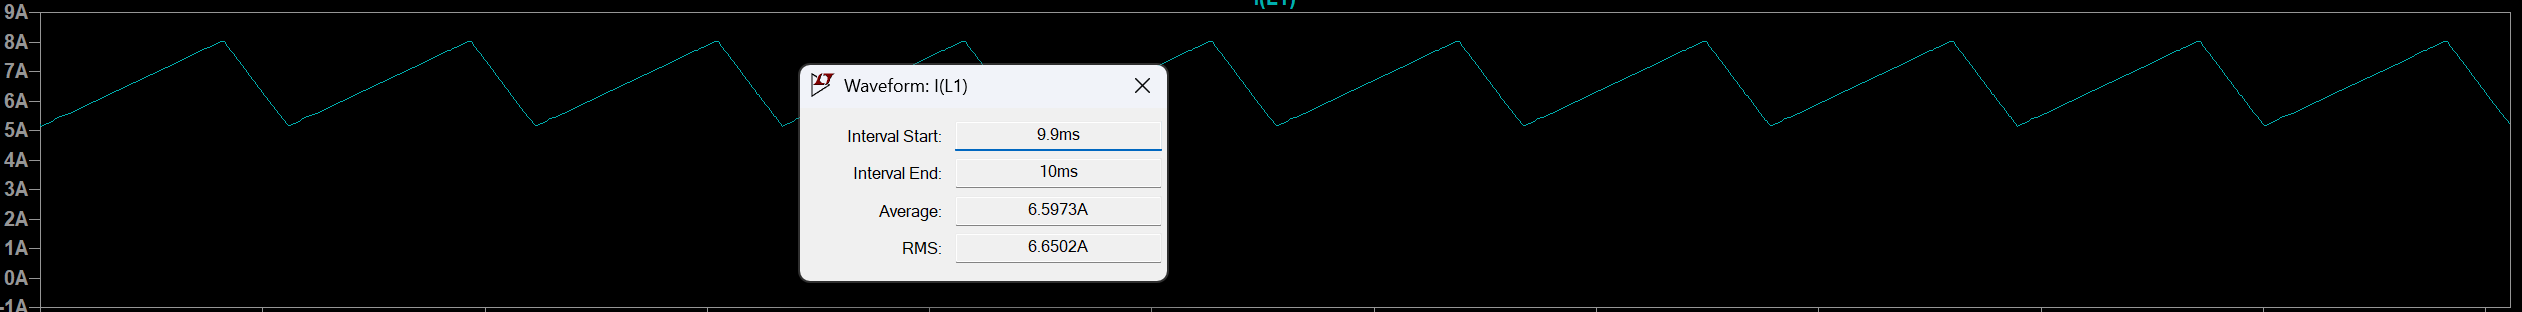 I(L1)
9A
8A
7A
6A
5A
4A
3A
2A
1A
0A
-1A
Waveform: I(L1)
Interval Start: 9.9ms
Interval End: 10ms
Average: 6.5973A
RMS: 6.6502A